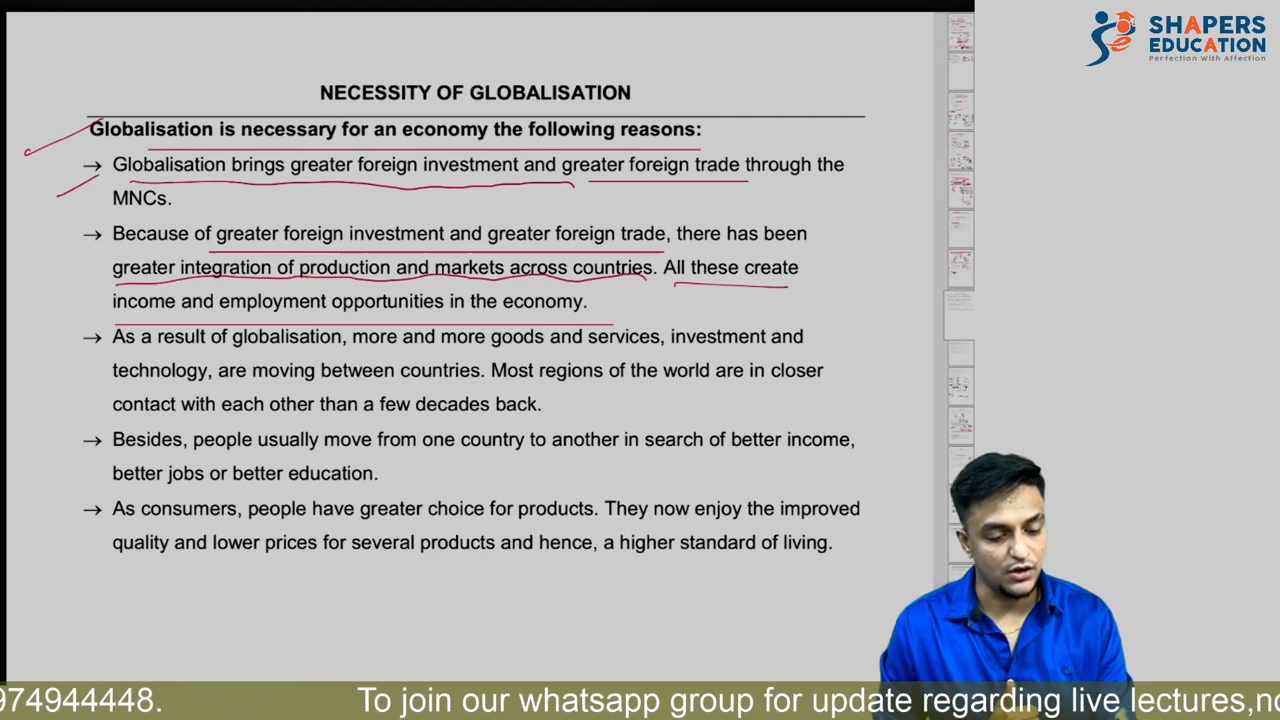 SHAPERS
EDUCATION
Perfection With Affection
NECESSITY OF GLOBALISATION
Globalisation is necessary for an economy the following reasons:
→ Globalisation brings greater foreign investment and greater foreign trade through the
MNCs.
→ Because of greater foreign investment and greater foreign trade, there has been
greater integration of production and markets across countries. All these create
income and employment opportunities in the economy.
→ As a result of globalisation, more and more goods and services, investment and
technology, are moving between countries. Most regions of the world are in closer
contact with each other than a few decades back.
→ Besides, people usually move from one country to another in search of better income,
better jobs or better education.
→ As consumers, people have greater choice for products. They now enjoy the improved
quality and lower prices for several products and hence, a higher standard of living.
974944448. To join our whatsapp group for update regarding live lectures,no